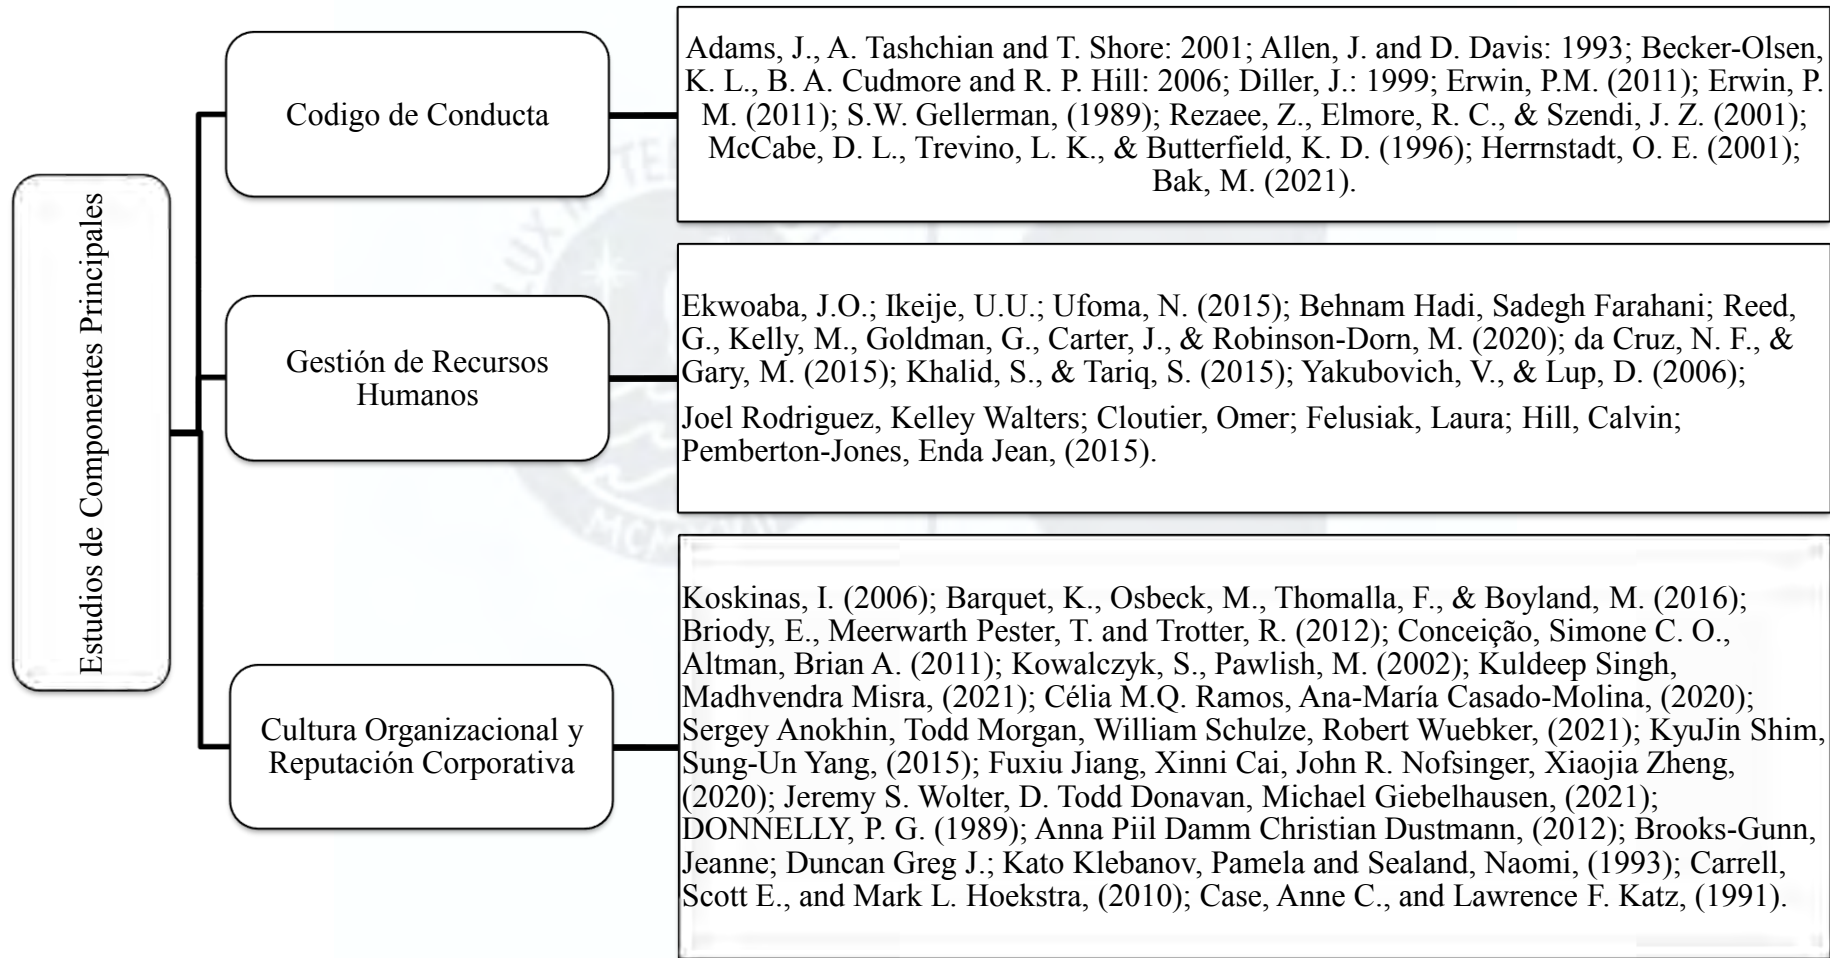 Estudios de Componentes Principales
Codigo de Conducta
Adams, J., A. Tashchian and T. Shore: 2001; Allen, J. and D. Davis: 1993; Becker-Olsen,
K. L., B. A. Cudmore and R. P. Hill: 2006; Diller, J.: 1999; Erwin, P.M. (2011); Erwin, P.
M. (2011); S.W. Gellerman, (1989); Rezaee, Z., Elmore, R. C., & Szendi, J. Z. (2001);
McCabe, D. L., Trevino, L. K., & Butterfield, K. D. (1996); Herrnstadt, O. E. (2001);
Bak, M. (2021).
Gestión de Recursos
Humanos
Ekwoaba, J.O.; Ikeije, U.U.; Ufoma, N. (2015); Behnam Hadi, Sadegh Farahani; Reed,
G., Kelly, M., Goldman, G., Carter, J., & Robinson-Dorn, M. (2020); da Cruz, N. F., &
Gary, M. (2015); Khalid, S., & Tariq, S. (2015); Yakubovich, V., & Lup, D. (2006);
Joel Rodriguez, Kelley Walters; Cloutier, Omer; Felusiak, Laura; Hill, Calvin;
Pemberton-Jones, Enda Jean, (2015).
Cultura Organizacional y
Reputación Corporativa
Koskinas, I. (2006); Barquet, K., Osbeck, M., Thomalla, F., & Boyland, M. (2016);
Briody, E., Meerwarth Pester, T. and Trotter, R. (2012); Conceição, Simone C. O.,
Altman, Brian A. (2011); Kowalczyk, S., Pawlish, M. (2002); Kuldeep Singh,
Madhvendra Misra, (2021); Célia M.Q. Ramos, Ana-María Casado-Molina, (2020);
Sergey Anokhin, Todd Morgan, William Schulze, Robert Wuebker, (2021); KyuJin Shim,
Sung-Un Yang, (2015); Fuxiu Jiang, Xinni Cai, John R. Nofsinger, Xiaojia Zheng,
(2020); Jeremy S. Wolter, D. Todd Donavan, Michael Giebelhausen, (2021);
DONNELLY, P. G. (1989); Anna Piil Damm Christian Dustmann, (2012); Brooks-Gunn,
Jeanne; Duncan Greg J.; Kato Klebanov, Pamela and Sealand, Naomi, (1993); Carrell,
Scott E., and Mark L. Hoekstra, (2010); Case, Anne C., and Lawrence F. Katz, (1991).